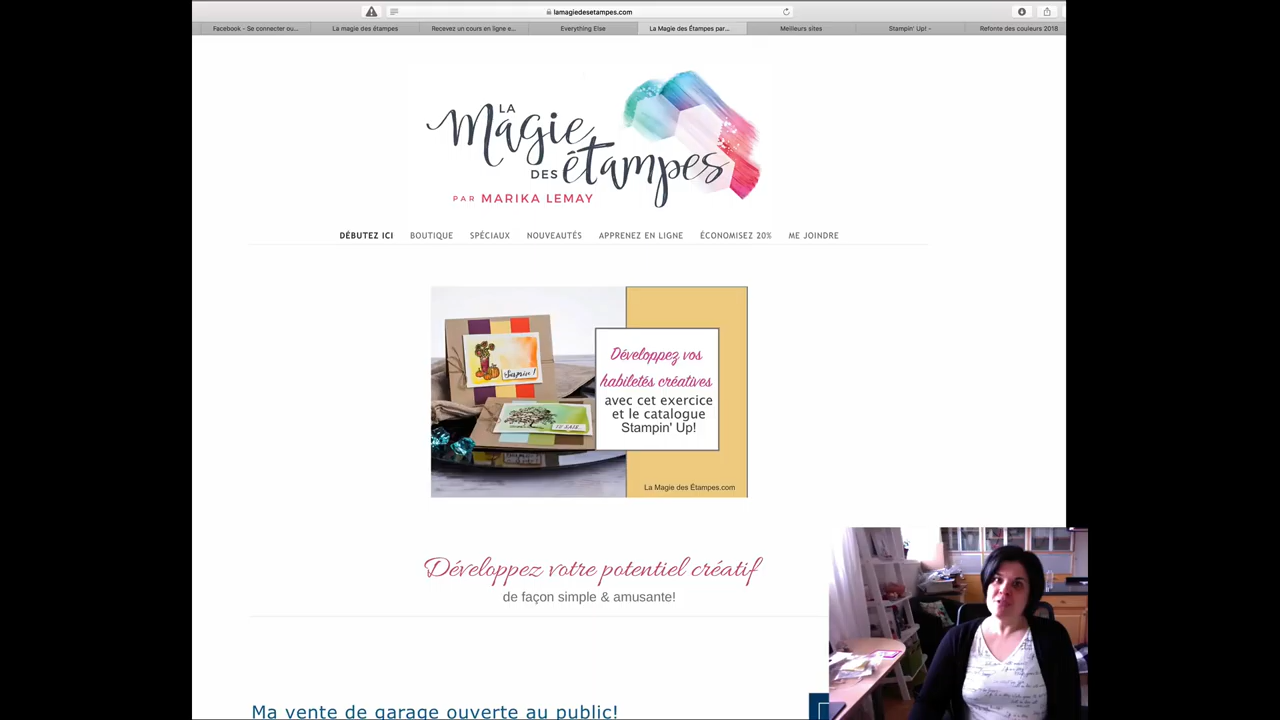 lamagiedesetampes.com
Facebook - Se connecter ou...
La magie des étampes
Recevez un cours en ligne e...
Everything Else
La Magie des Étampes par...
Meilleurs sites
Stampin' Up! -
Refonte des couleurs 2018
LA
Magie
DES étampes
PAR MARIKA LEMAY
DÉBUTEZ ICI BOUTIQUE SPÉCIAUX NOUVEAUTÉS APPRENEZ EN LIGNE ÉCONOMISEZ 20% ME JOINDRE
Surprise !
JE SAIS...
Développez vos
habiletés créatives
avec cet exercice
et le catalogue
Stampin' Up!
La Magie des Étampes.com
Développez votre potentiel créatif
de façon simple & amusante!
Ma vente de garage ouverte au public!